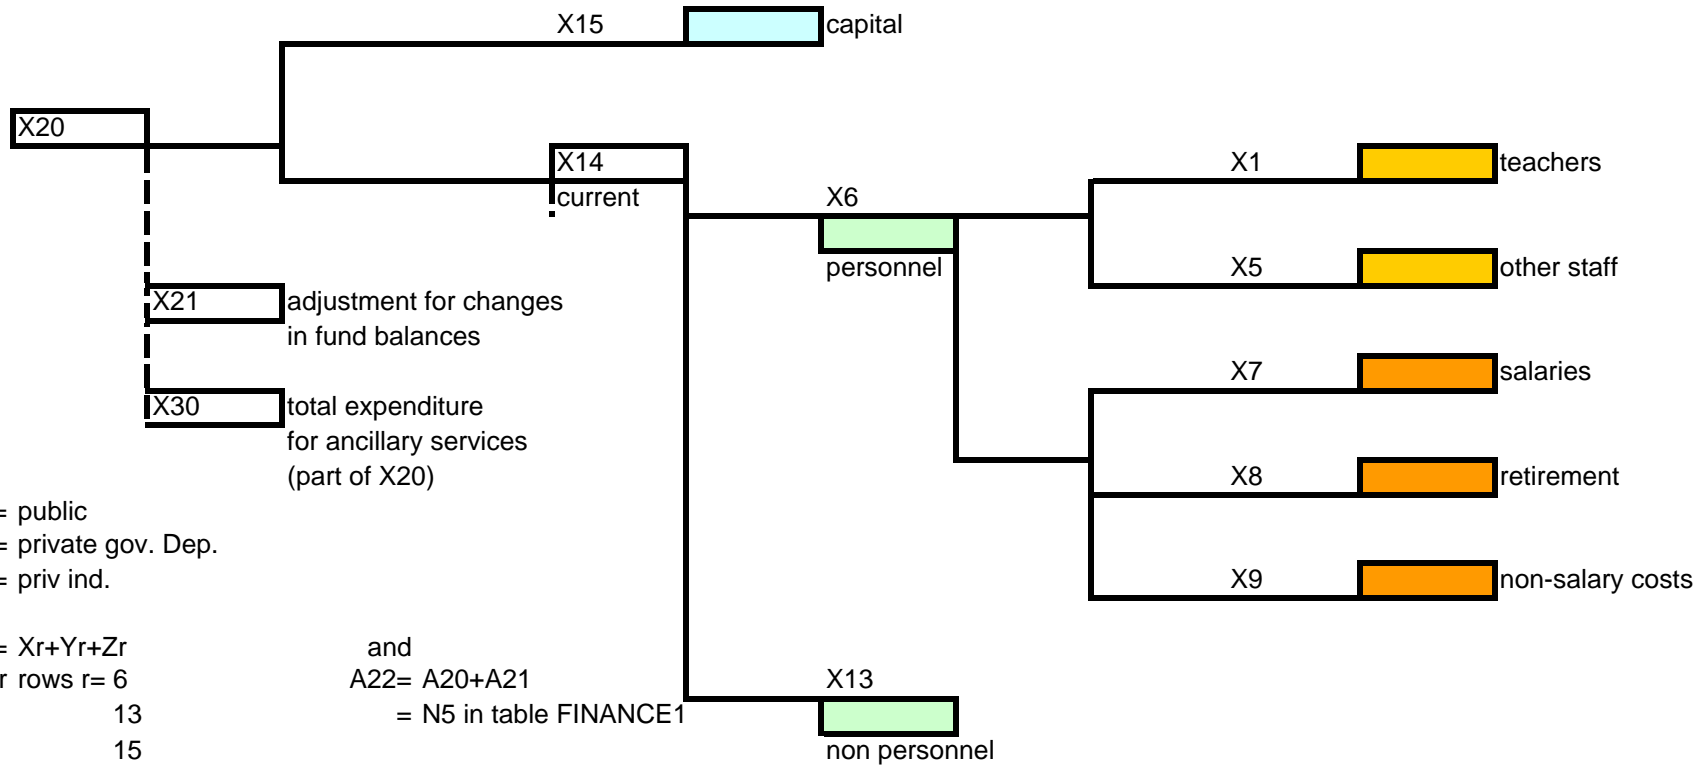 X15 capital
X20
X14 X1 teachers
current X6
personnel X5 other staff
X21 adjustment for changes
in fund balances
X7 salaries
X30 total expenditure
for ancillary services
(part of X20) X8 retirement
= public
= private gov. Dep.
= priv ind. X9 non-salary costs
= Xr+Yr+Zr and
r rows r= 6 A22= A20+A21 X13
13 = N5 in table FINANCE1
15 non personnel